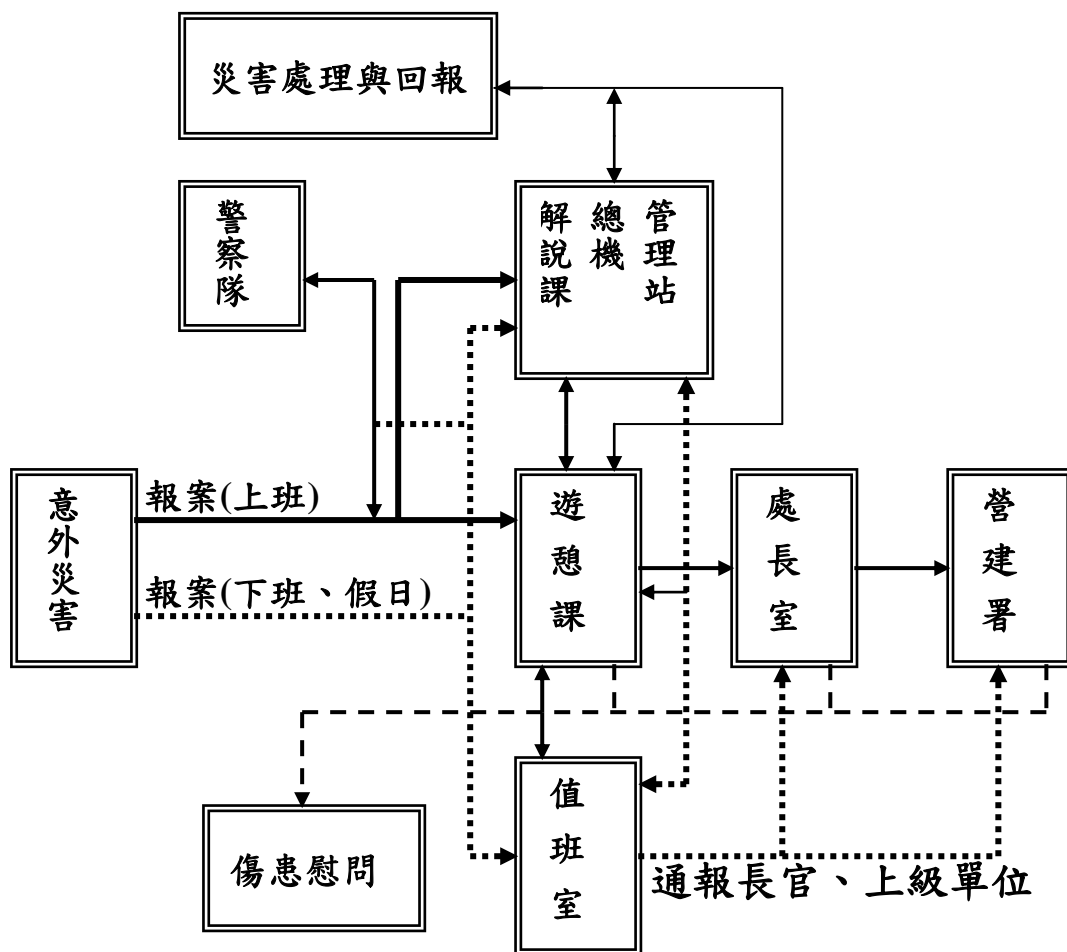 災害處理與回報
警察隊
管理站
總機
解說課
意外災害
報案(上班)
報案(下班、假日)
遊憩課
處長室
營建署
傷患慰問
值班室
通報長官、上級單位